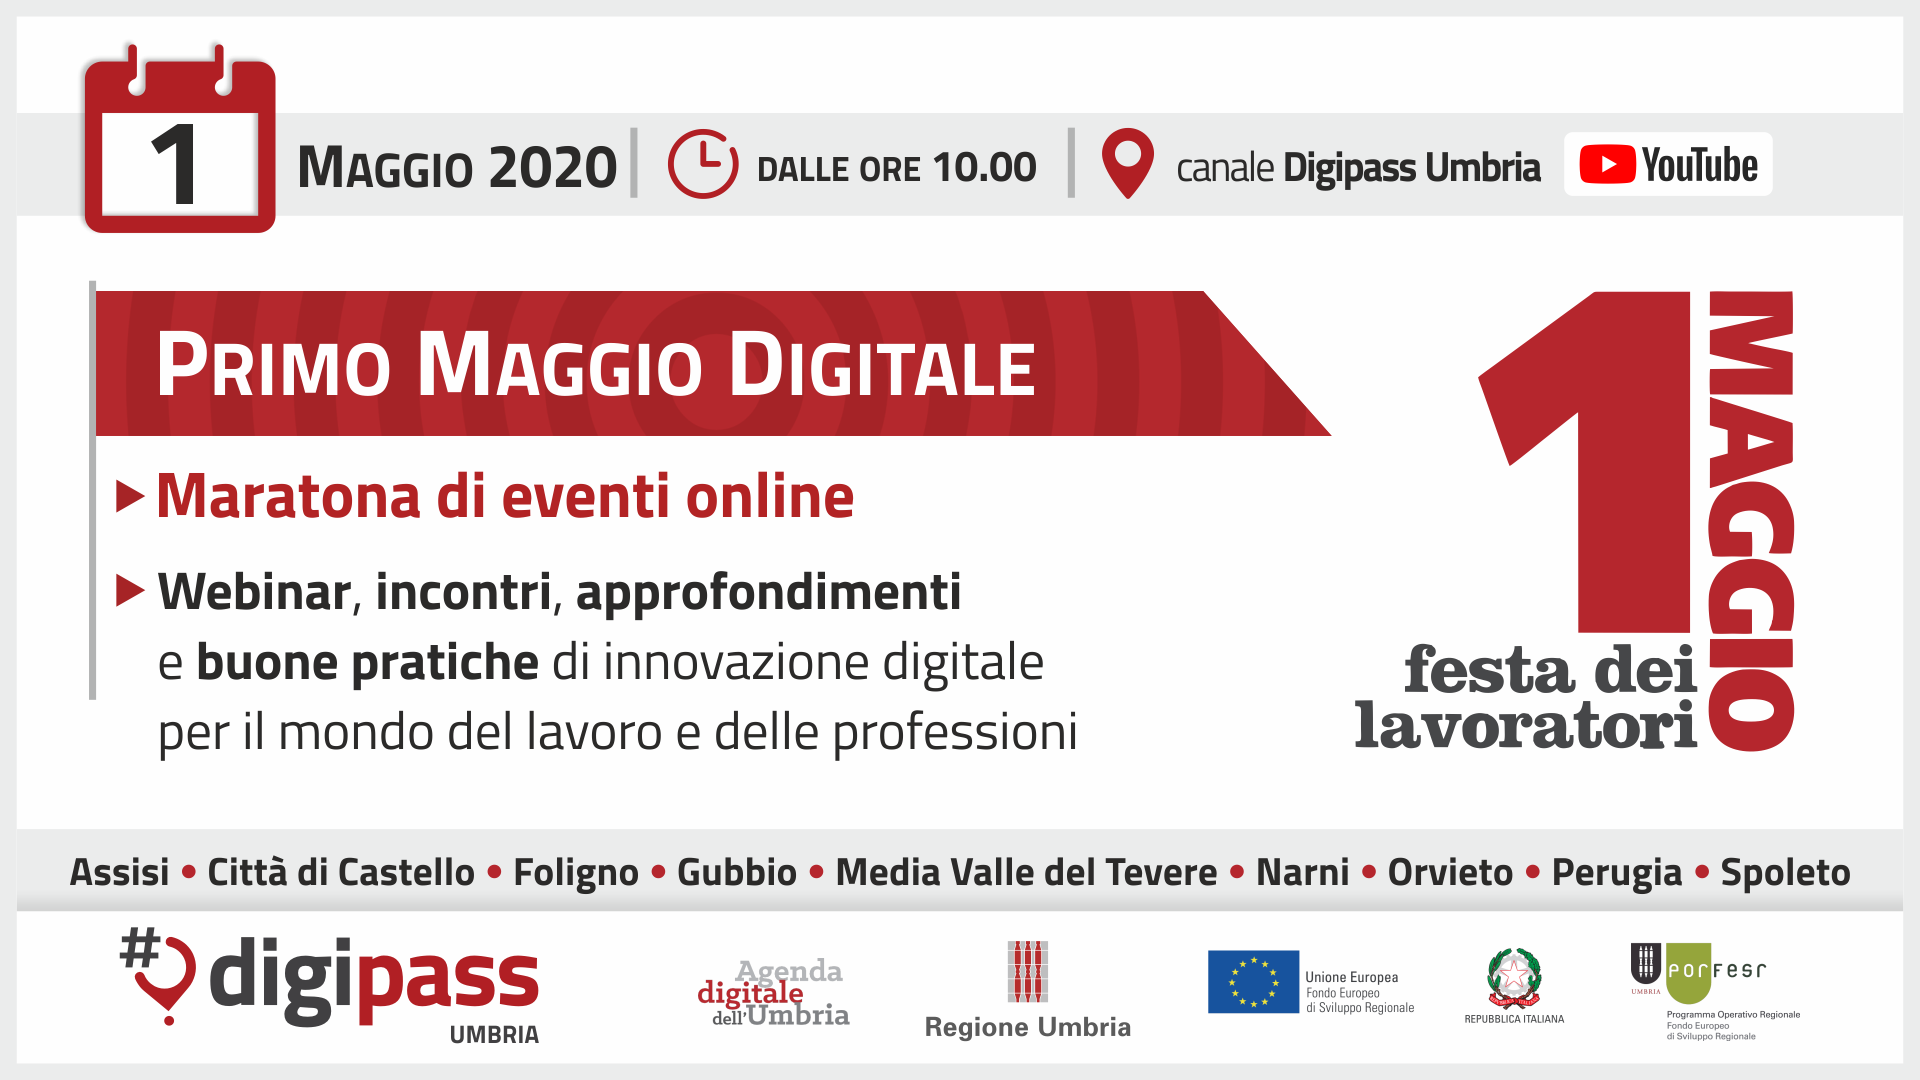 1
MAGGIO 2020
DALLE ORE 10.00
canale Digipass Umbria
YouTube
PRIMO MAGGIO DIGITALE
Maratona di eventi online
Webinar, incontri, approfondimenti
e buone pratiche di innovazione digitale
per il mondo del lavoro e delle professioni
1
MAGGIO
festa dei
lavoratori
Assisi • Città di Castello • Foligno • Gubbio • Media Valle del Tevere • Narni • Orvieto • Perugia • Spoleto
#digipass
UMBRIA
Agenda
digitale
dell'Umbria
Regione Umbria
Unione Europea
Fondo Europeo
di Sviluppo Regionale
REPUBBLICA ITALIANA
UMBRIA
porfesr
Programma Operativo Regionale
Fondo Europeo
di Sviluppo Regionale